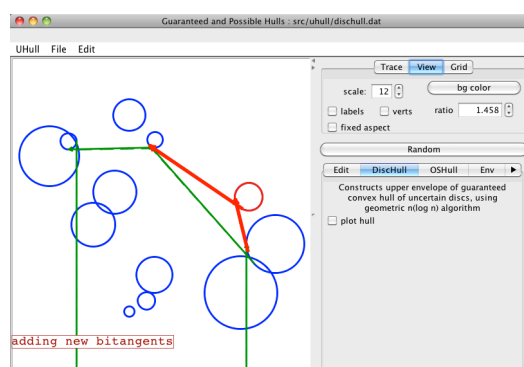 Guaranteed and Possible Hulls : src/uhull/dischull.dat
UHull File Edit
Trace View Grid
scale: 12 bg color
labels verts ratio 1.458
fixed aspect
Random
Edit DiscHull OSHull Env
Constructs upper envelope of guaranteed
convex hull of uncertain discs, using
geometric n(log n) algorithm
plot hull
adding new bitangents